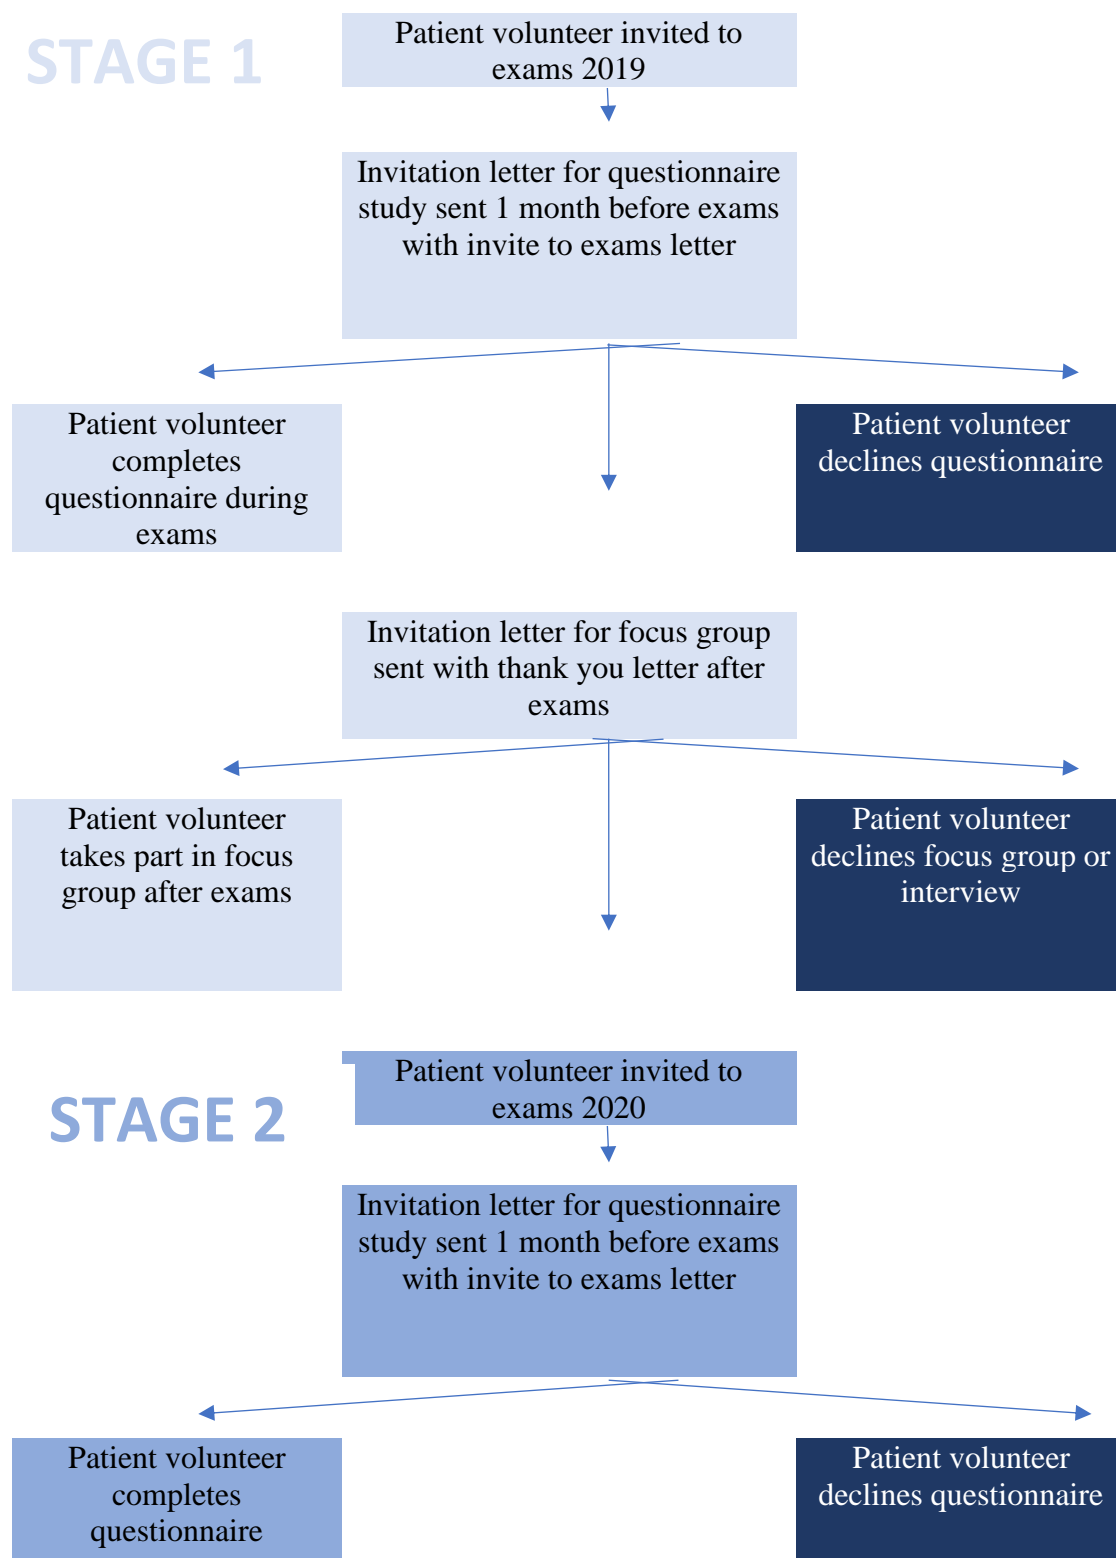 STAGE 1
Patient volunteer invited to
exams 2019
Invitation letter for questionnaire
study sent 1 month before exams
with invite to exams letter
Patient volunteer
completes
questionnaire during
exams
Patient volunteer
declines questionnaire
Invitation letter for focus group
sent with thank you letter after
exams
Patient volunteer
takes part in focus
group after exams
Patient volunteer
declines focus group or
interview
STAGE 2
Patient volunteer invited to
exams 2020
Invitation letter for questionnaire
study sent 1 month before exams
with invite to exams letter
Patient volunteer
completes
questionnaire
Patient volunteer
declines questionnaire